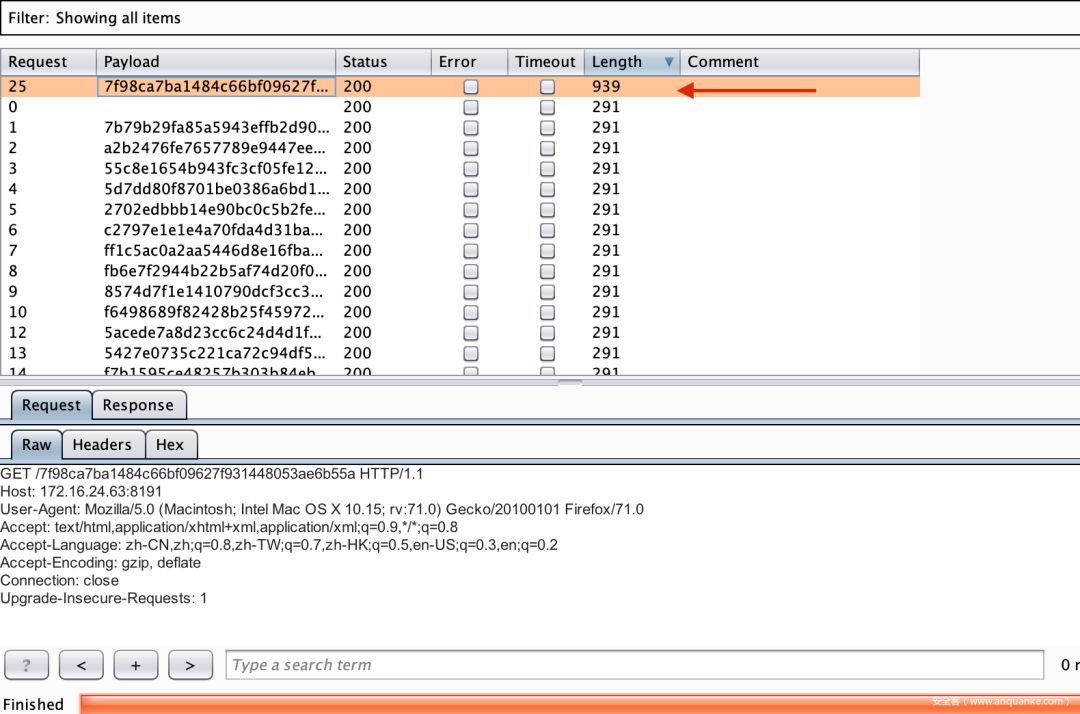 Filter: Showing all items
Request Payload Status Error Timeout Length Comment
25 7f98ca7ba1484c66bf09627f... 200 939
0 200 291
1 7b79b29fa85a5943effb2d90... 200 291
2 a2b2476fe7657789e9447ee... 200 291
3 55c8e1654b943fc3cf05fe12... 200 291
4 5d7dd80f8701be0386a6bd1... 200 291
5 2702edbbb14e90bc0c5b2fe... 200 291
6 c2797e1e1e4a70fda4d31ba... 200 291
7 ff1c5ac0a2aa5446d8e16fba... 200 291
8 fb6e7f2944b22b5af74d20f0... 200 291
9 8574d7f1e1410790dcf3cc3... 200 291
10 f6498689f82428b25f45972... 200 291
12 5acede7a8d23cc6c24d4d1f... 200 291
13 5427e0735c221ca72c94df5... 200 291
14 f7b1595ce48257b303b84eb... 200 291
Request Response
Raw Headers Hex
GET /7f98ca7ba1484c66bf09627f931448053ae6b55a HTTP/1.1
Host: 172.16.24.63:8191
User-Agent: Mozilla/5.0 (Macintosh; Intel Mac OS X 10.15; rv:71.0) Gecko/20100101 Firefox/71.0
Accept: text/html,application/xhtml+xml,application/xml;q=0.9,*/*;q=0.8
Accept-Language: zh-CN,zh;q=0.8,zh-TW;q=0.7,zh-HK;q=0.5,en-US;q=0.3,en;q=0.2
Accept-Encoding: gzip, deflate
Connection: close
Upgrade-Insecure-Requests: 1
? < + > Type a search term 0
Finished
安全客（www.anquanke.com）